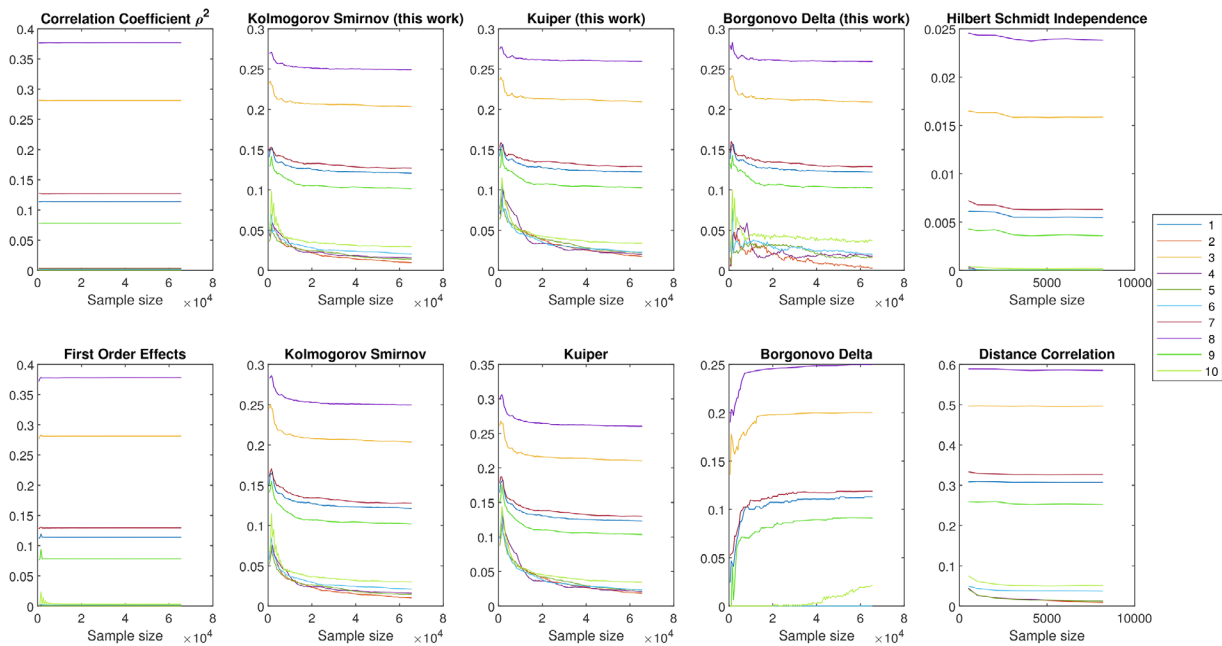 Correlation Coefficient ρ²
0.4
0.35
0.3
0.25
0.2
0.15
0.1
0.05
0
0 2 4 6 8
Sample size ×10⁴
Kolmogorov Smirnov (this work)
0.3
0.25
0.2
0.15
0.1
0.05
0
0 2 4 6 8
Sample size ×10⁴
Kuiper (this work)
0.3
0.25
0.2
0.15
0.1
0.05
0
0 2 4 6 8
Sample size ×10⁴
Borgonovo Delta (this work)
0.3
0.25
0.2
0.15
0.1
0.05
0
0 2 4 6 8
Sample size ×10⁴
Hilbert Schmidt Independence
0.025
0.02
0.015
0.01
0.005
0
0 5000 10000
Sample size
1
2
3
4
5
6
7
8
9
10
First Order Effects
0.4
0.35
0.3
0.25
0.2
0.15
0.1
0.05
0
0 2 4 6 8
Sample size ×10⁴
Kolmogorov Smirnov
0.3
0.25
0.2
0.15
0.1
0.05
0
0 2 4 6 8
Sample size ×10⁴
Kuiper
0.35
0.3
0.25
0.2
0.15
0.1
0.05
0
0 2 4 6 8
Sample size ×10⁴
Borgonovo Delta
0.25
0.2
0.15
0.1
0.05
0
0 2 4 6 8
Sample size ×10⁴
Distance Correlation
0.6
0.5
0.4
0.3
0.2
0.1
0
0 5000 10000
Sample size